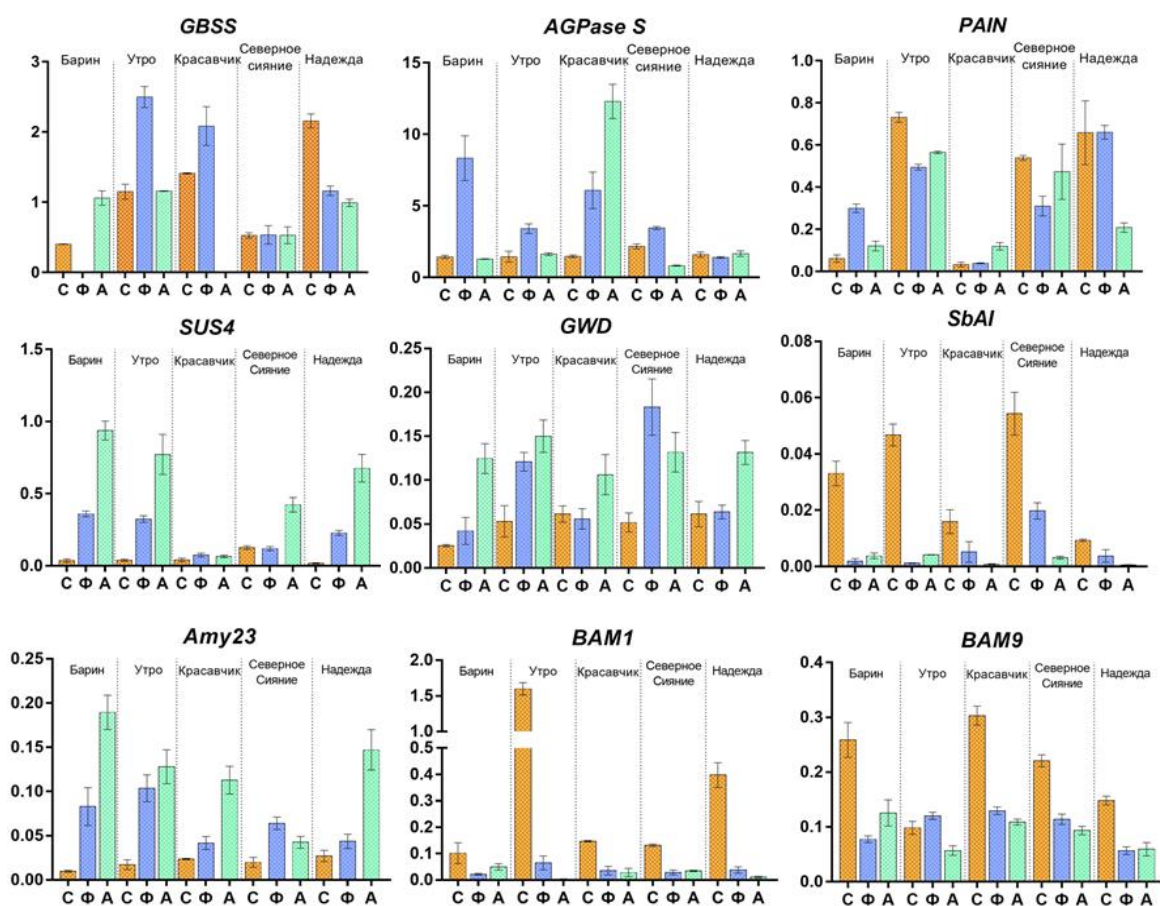 GBSS
Барин Утро Красавчик Северное сияние Надежда
3
2
1
0
С Ф А С Ф А С Ф А С Ф А С Ф А
AGPase S
Барин Утро Красавчик Северное сияние Надежда
15
10
5
0
С Ф А С Ф А С Ф А С Ф А С Ф А
PAIN
Барин Утро Красавчик Северное сияние Надежда
1.0
0.8
0.6
0.4
0.2
0.0
С Ф А С Ф А С Ф А С Ф А С Ф А
SUS4
Барин Утро Красавчик Северное Сияние Надежда
1.5
1.0
0.5
0.0
С Ф А С Ф А С Ф А С Ф А С Ф А
GWD
Барин Утро Красавчик Северное Сияние Надежда
0.25
0.20
0.15
0.10
0.05
0.00
С Ф А С Ф А С Ф А С Ф А С Ф А
SbAI
Барин Утро Красавчик Северное Сияние Надежда
0.08
0.06
0.04
0.02
0.00
С Ф А С Ф А С Ф А С Ф А С Ф А
Amy23
Барин Утро Красавчик Северное Сияние Надежда
0.25
0.20
0.15
0.10
0.05
0.00
С Ф А С Ф А С Ф А С Ф А С Ф А
BAM1
Барин Утро Красавчик Северное Сияние Надежда
2.0
1.5
1.0
0.5
0.4
0.3
0.2
0.1
0.0
С Ф А С Ф А С Ф А С Ф А С Ф А
BAM9
Барин Утро Красавчик Северное Сияние Надежда
0.4
0.3
0.2
0.1
0.0
С Ф А С Ф А С Ф А С Ф А С Ф А